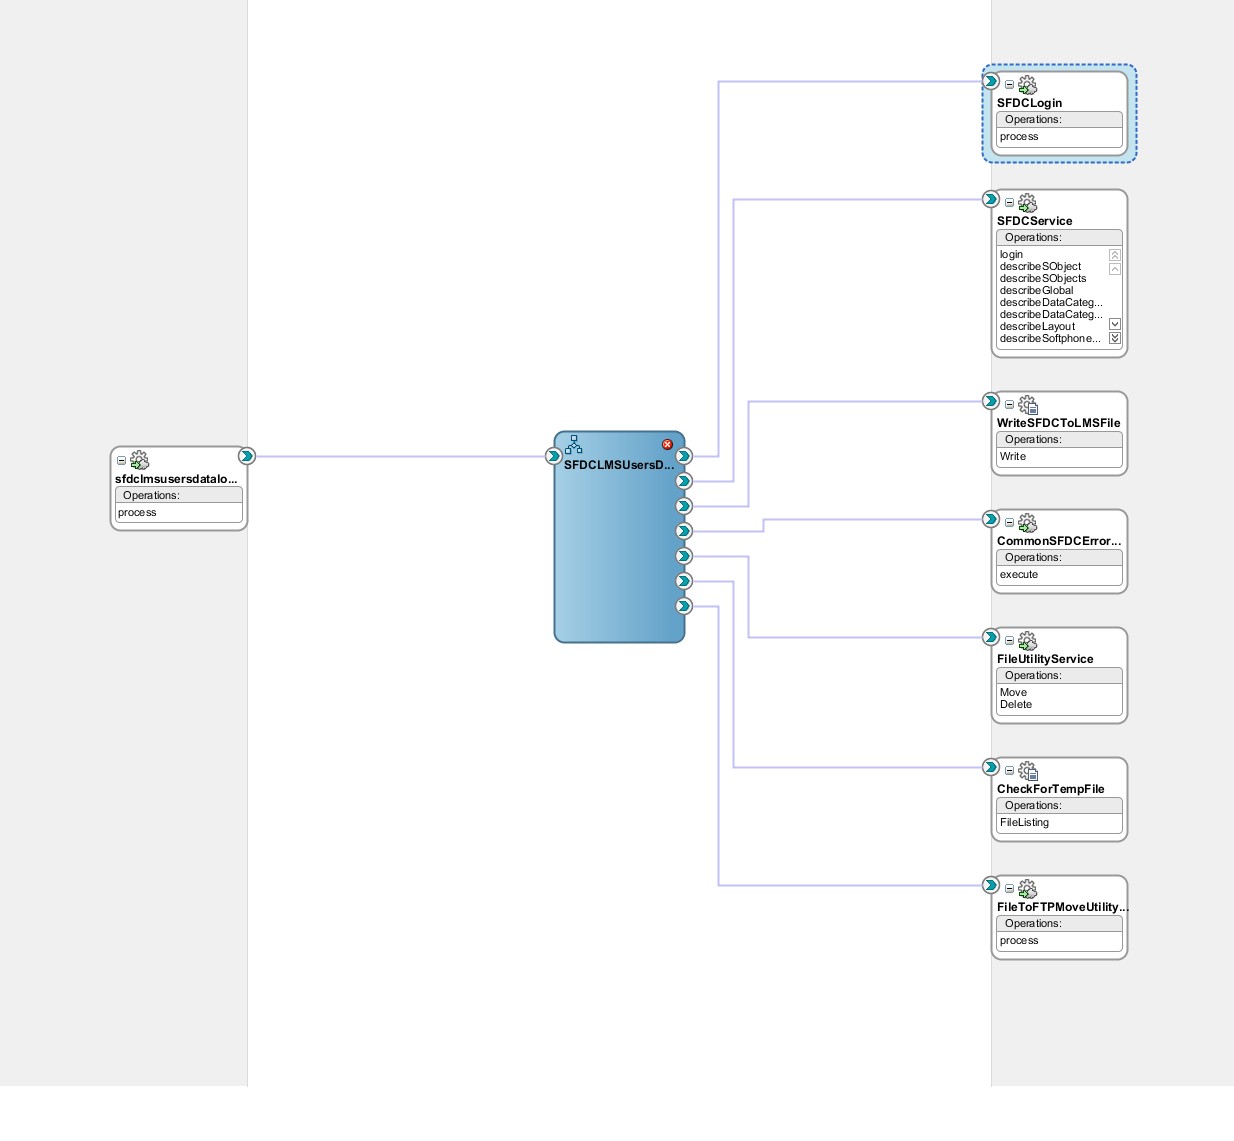 sfdclmsusersdatalo...
Operations:
process
SFDCLMSUsersD...
SFDCLogin
Operations:
process
SFDCService
Operations:
login
describeSObject
describeSObjects
describeGlobal
describeDataCateg...
describeDataCateg...
describeLayout
describeSoftphone...
WriteSFDCToLMSFile
Operations:
Write
CommonSFDCError...
Operations:
execute
FileUtilityService
Operations:
Move
Delete
CheckForTempFile
Operations:
FileListing
FileToFTPMoveUtility...
Operations:
process